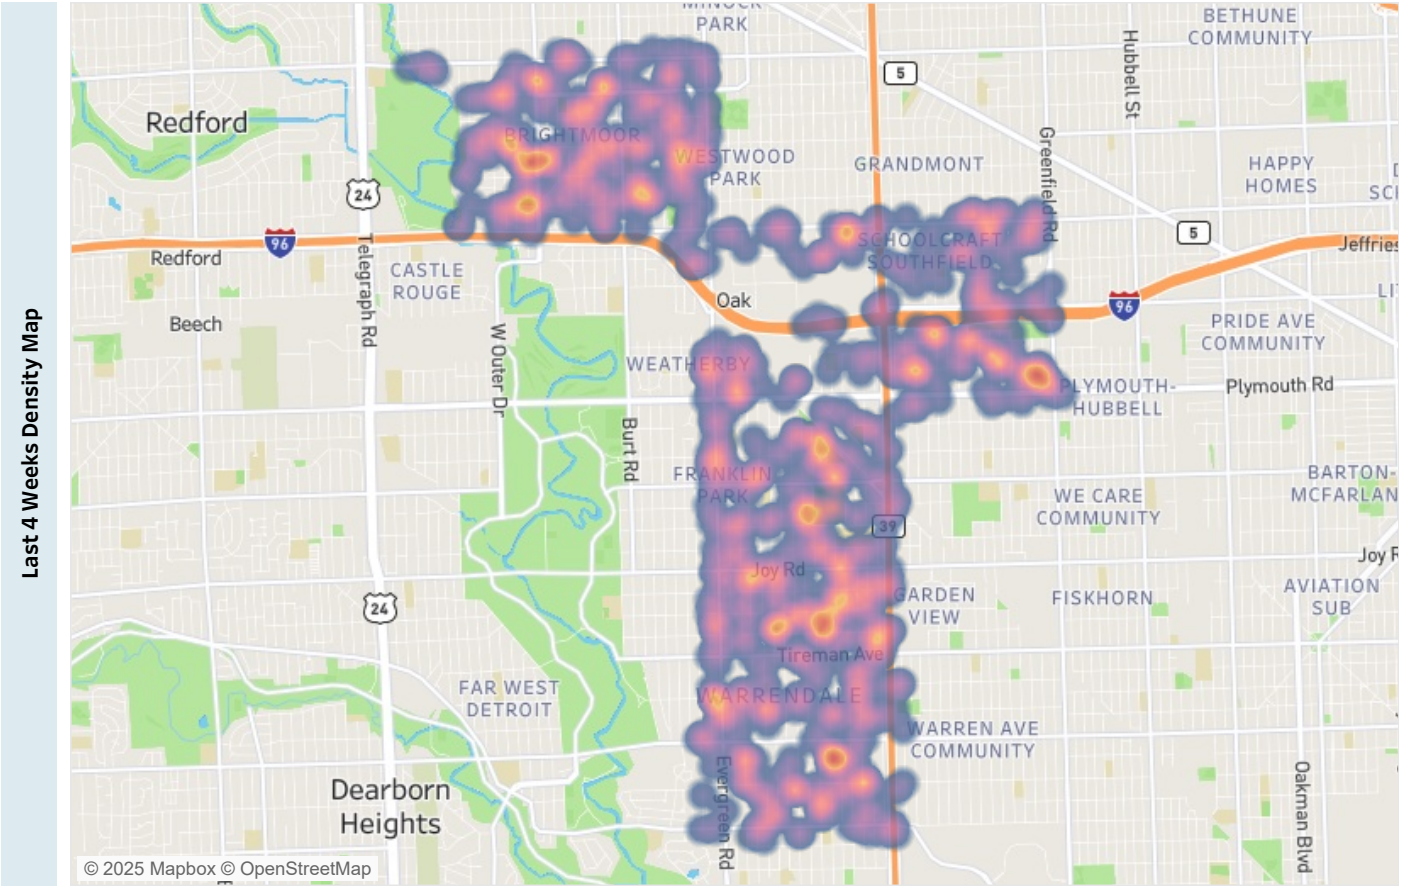 Last 4 Weeks Density Map
MINOCK
PARK
BETHUNE
COMMUNITY
Hubbell St
5
Redford
BRIGHTMOOR
WESTWOOD
PARK
GRANDMONT
Greenfield Rd
HAPPY
HOMES
24
5
96
Redford
Telegraph Rd
CASTLE
ROUGE
SCHOOLCRAFT
SOUTHFIELD
Jeffries
Oak
96
Beech
W Outer Dr
PRIDE AVE
COMMUNITY
WEATHERBY
PLYMOUTH-
HUBBELL
Plymouth Rd
Burt Rd
FRANKLIN
PARK
WE CARE
COMMUNITY
BARTON-
MCFARLAN
39
Joy Rd
Joy R
24
GARDEN
VIEW
FISKHORN
AVIATION
SUB
Tireman Ave
FAR WEST
DETROIT
WARRENDALE
WARREN AVE
COMMUNITY
Evergreen Rd
Oakman Blvd
Dearborn
Heights
© 2025 Mapbox © OpenStreetMap